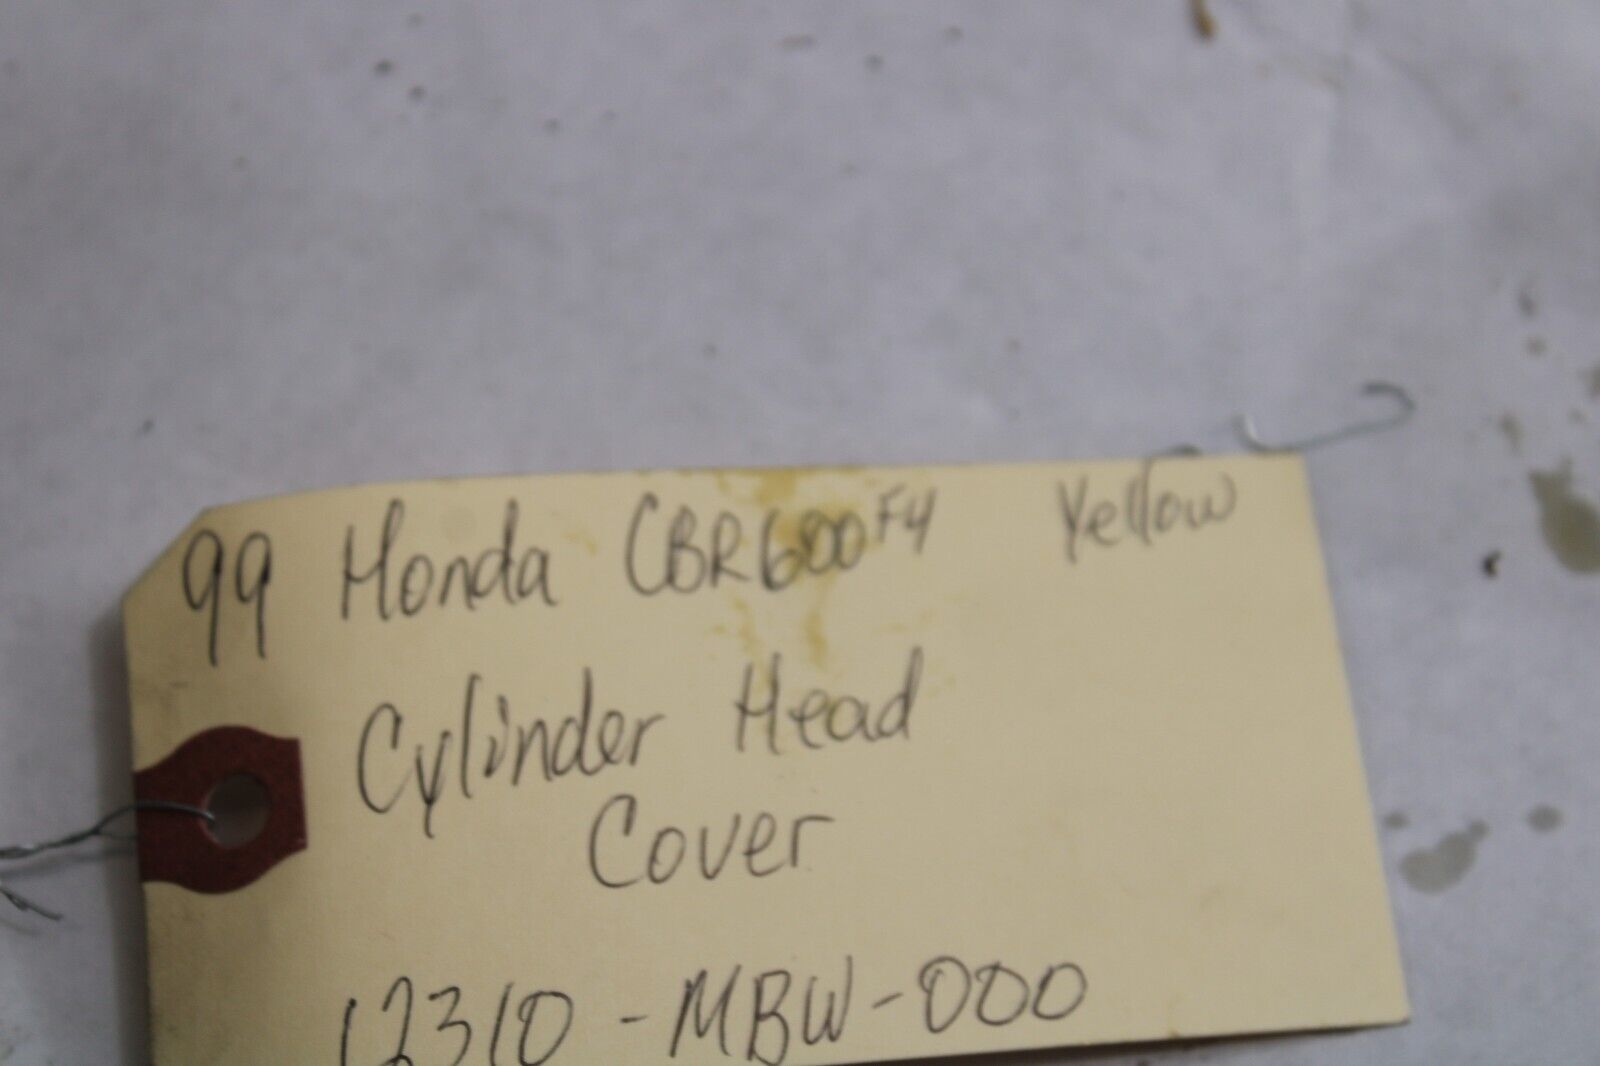 99 Honda CBR600F4 Yellow
Cylinder Head
Cover
12310-MBW-000